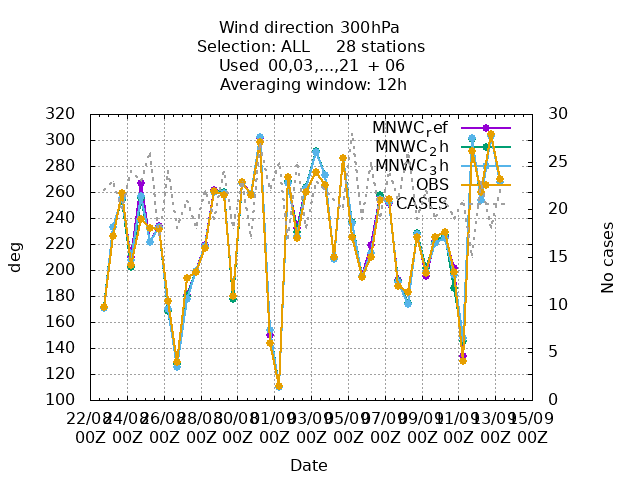 Wind direction 300hPa
Selection: ALL 28 stations
Used 00,03,...,21 + 06
Averaging window: 12h
deg
320
300
280
260
240
220
200
180
160
140
120
100
MNWC_ref
MNWC_2h
MNWC_3h
OBS
CASES
30
25
20
15
10
5
0
No cases
22/08 24/08 26/08 28/08 30/08 01/09 03/09 05/09 07/09 09/09 11/09 13/09 15/09
00Z 00Z 00Z 00Z 00Z 00Z 00Z 00Z 00Z 00Z 00Z 00Z 00Z
Date